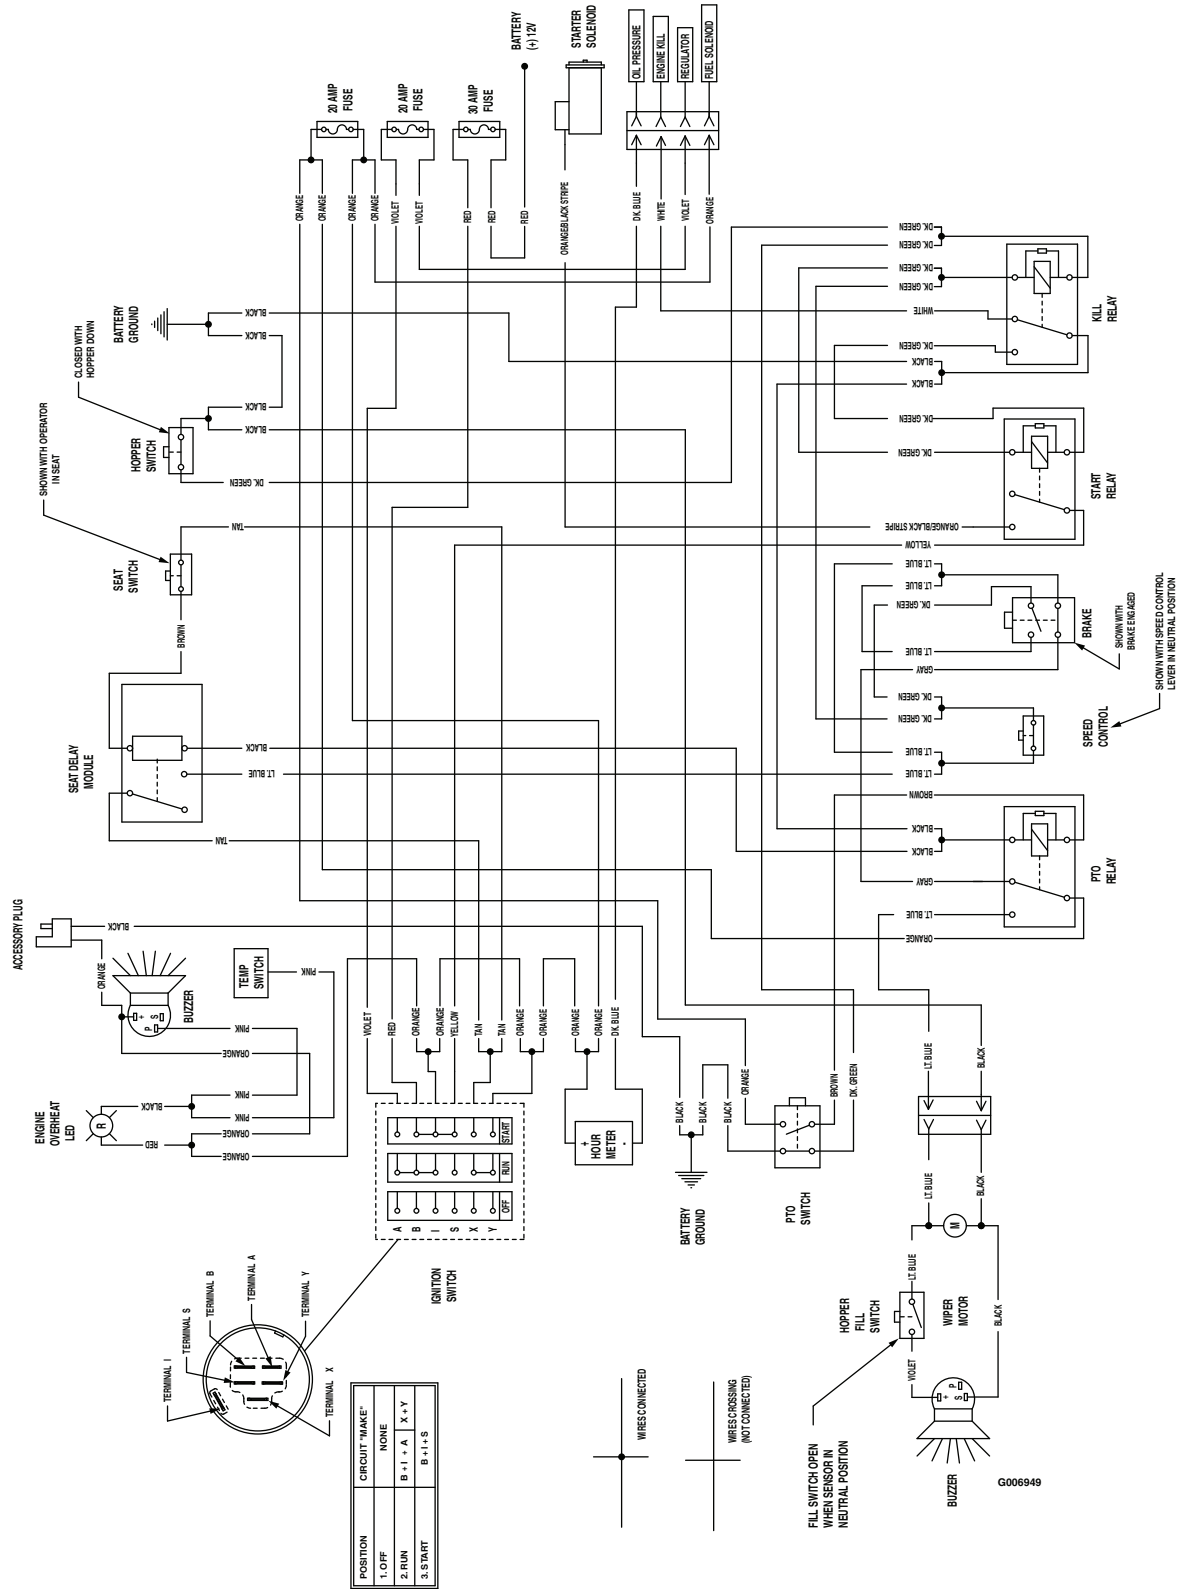 BATTERY
(+) 12V
STARTER
SOLENOID
OIL PRESSURE
ENGINE KILL
REGULATOR
FUEL SOLENOID
20 AMP
FUSE
20 AMP
FUSE
30 AMP
FUSE
ORANGE
ORANGE
ORANGE
ORANGE
VIOLET
VIOLET
RED
RED
RED
ORANGE/BLACK STRIPE
DK. BLUE
WHITE
VIOLET
ORANGE
BATTERY
GROUND
BLACK
BLACK
CLOSED WITH
HOPPER DOWN
HOPPER
SWITCH
BLACK
BLACK
DK. GREEN
SHOWN WITH OPERATOR
IN SEAT
SEAT
SWITCH
TAN
BROWN
SEAT DELAY
MODULE
BLACK
LT. BLUE
TAN
DK. GREEN
DK. GREEN
DK. GREEN
DK. GREEN
WHITE
DK. GREEN
BLACK
BLACK
KILL
RELAY
DK. GREEN
DK. GREEN
ORANGE/BLACK STRIPE
YELLOW
START
RELAY
LT. BLUE
LT. BLUE
DK. GREEN
LT. BLUE
GRAY
BRAKE
SHOWN WITH
BRAKE ENGAGED
DK. GREEN
DK. GREEN
LT. BLUE
LT. BLUE
SPEED
CONTROL
SHOWN WITH SPEED CONTROL
LEVER IN NEUTRAL POSITION
BROWN
BLACK
BLACK
GRAY
LT. BLUE
ORANGE
PTO
RELAY
ACCESSORY PLUG
BLACK
ORANGE
BUZZER
+
S
P
TEMP
SWITCH
PINK
PINK
ORANGE
ENGINE
OVERHEAT
LED
R
BLACK
RED
PINK
PINK
ORANGE
ORANGE
VIOLET
RED
ORANGE
ORANGE
YELLOW
TAN
TAN
ORANGE
ORANGE
ORANGE
ORANGE
DK. BLUE
START
RUN
OFF
A
B
I
S
X
Y
IGNITION
SWITCH
+
HOUR
METER
-
BLACK
BLACK
BLACK
BATTERY
GROUND
ORANGE
BROWN
DK. GREEN
PTO
SWITCH
LT. BLUE
BLACK
LT. BLUE
BLACK
M
WIPER
MOTOR
LT. BLUE
HOPPER
FILL
SWITCH
VIOLET
BLACK
+
S
P
BUZZER
FILL SWITCH OPEN
WHEN SENSOR IN
NEUTRAL POSITION
TERMINAL I
TERMINAL S
TERMINAL B
TERMINAL A
TERMINAL Y
TERMINAL X
POSITION CIRCUIT "MAKE"
1. OFF NONE
2. RUN B + I + A X + Y
3. START B + I + S
WIRES CONNECTED
WIRES CROSSING
(NOT CONNECTED)
G006949